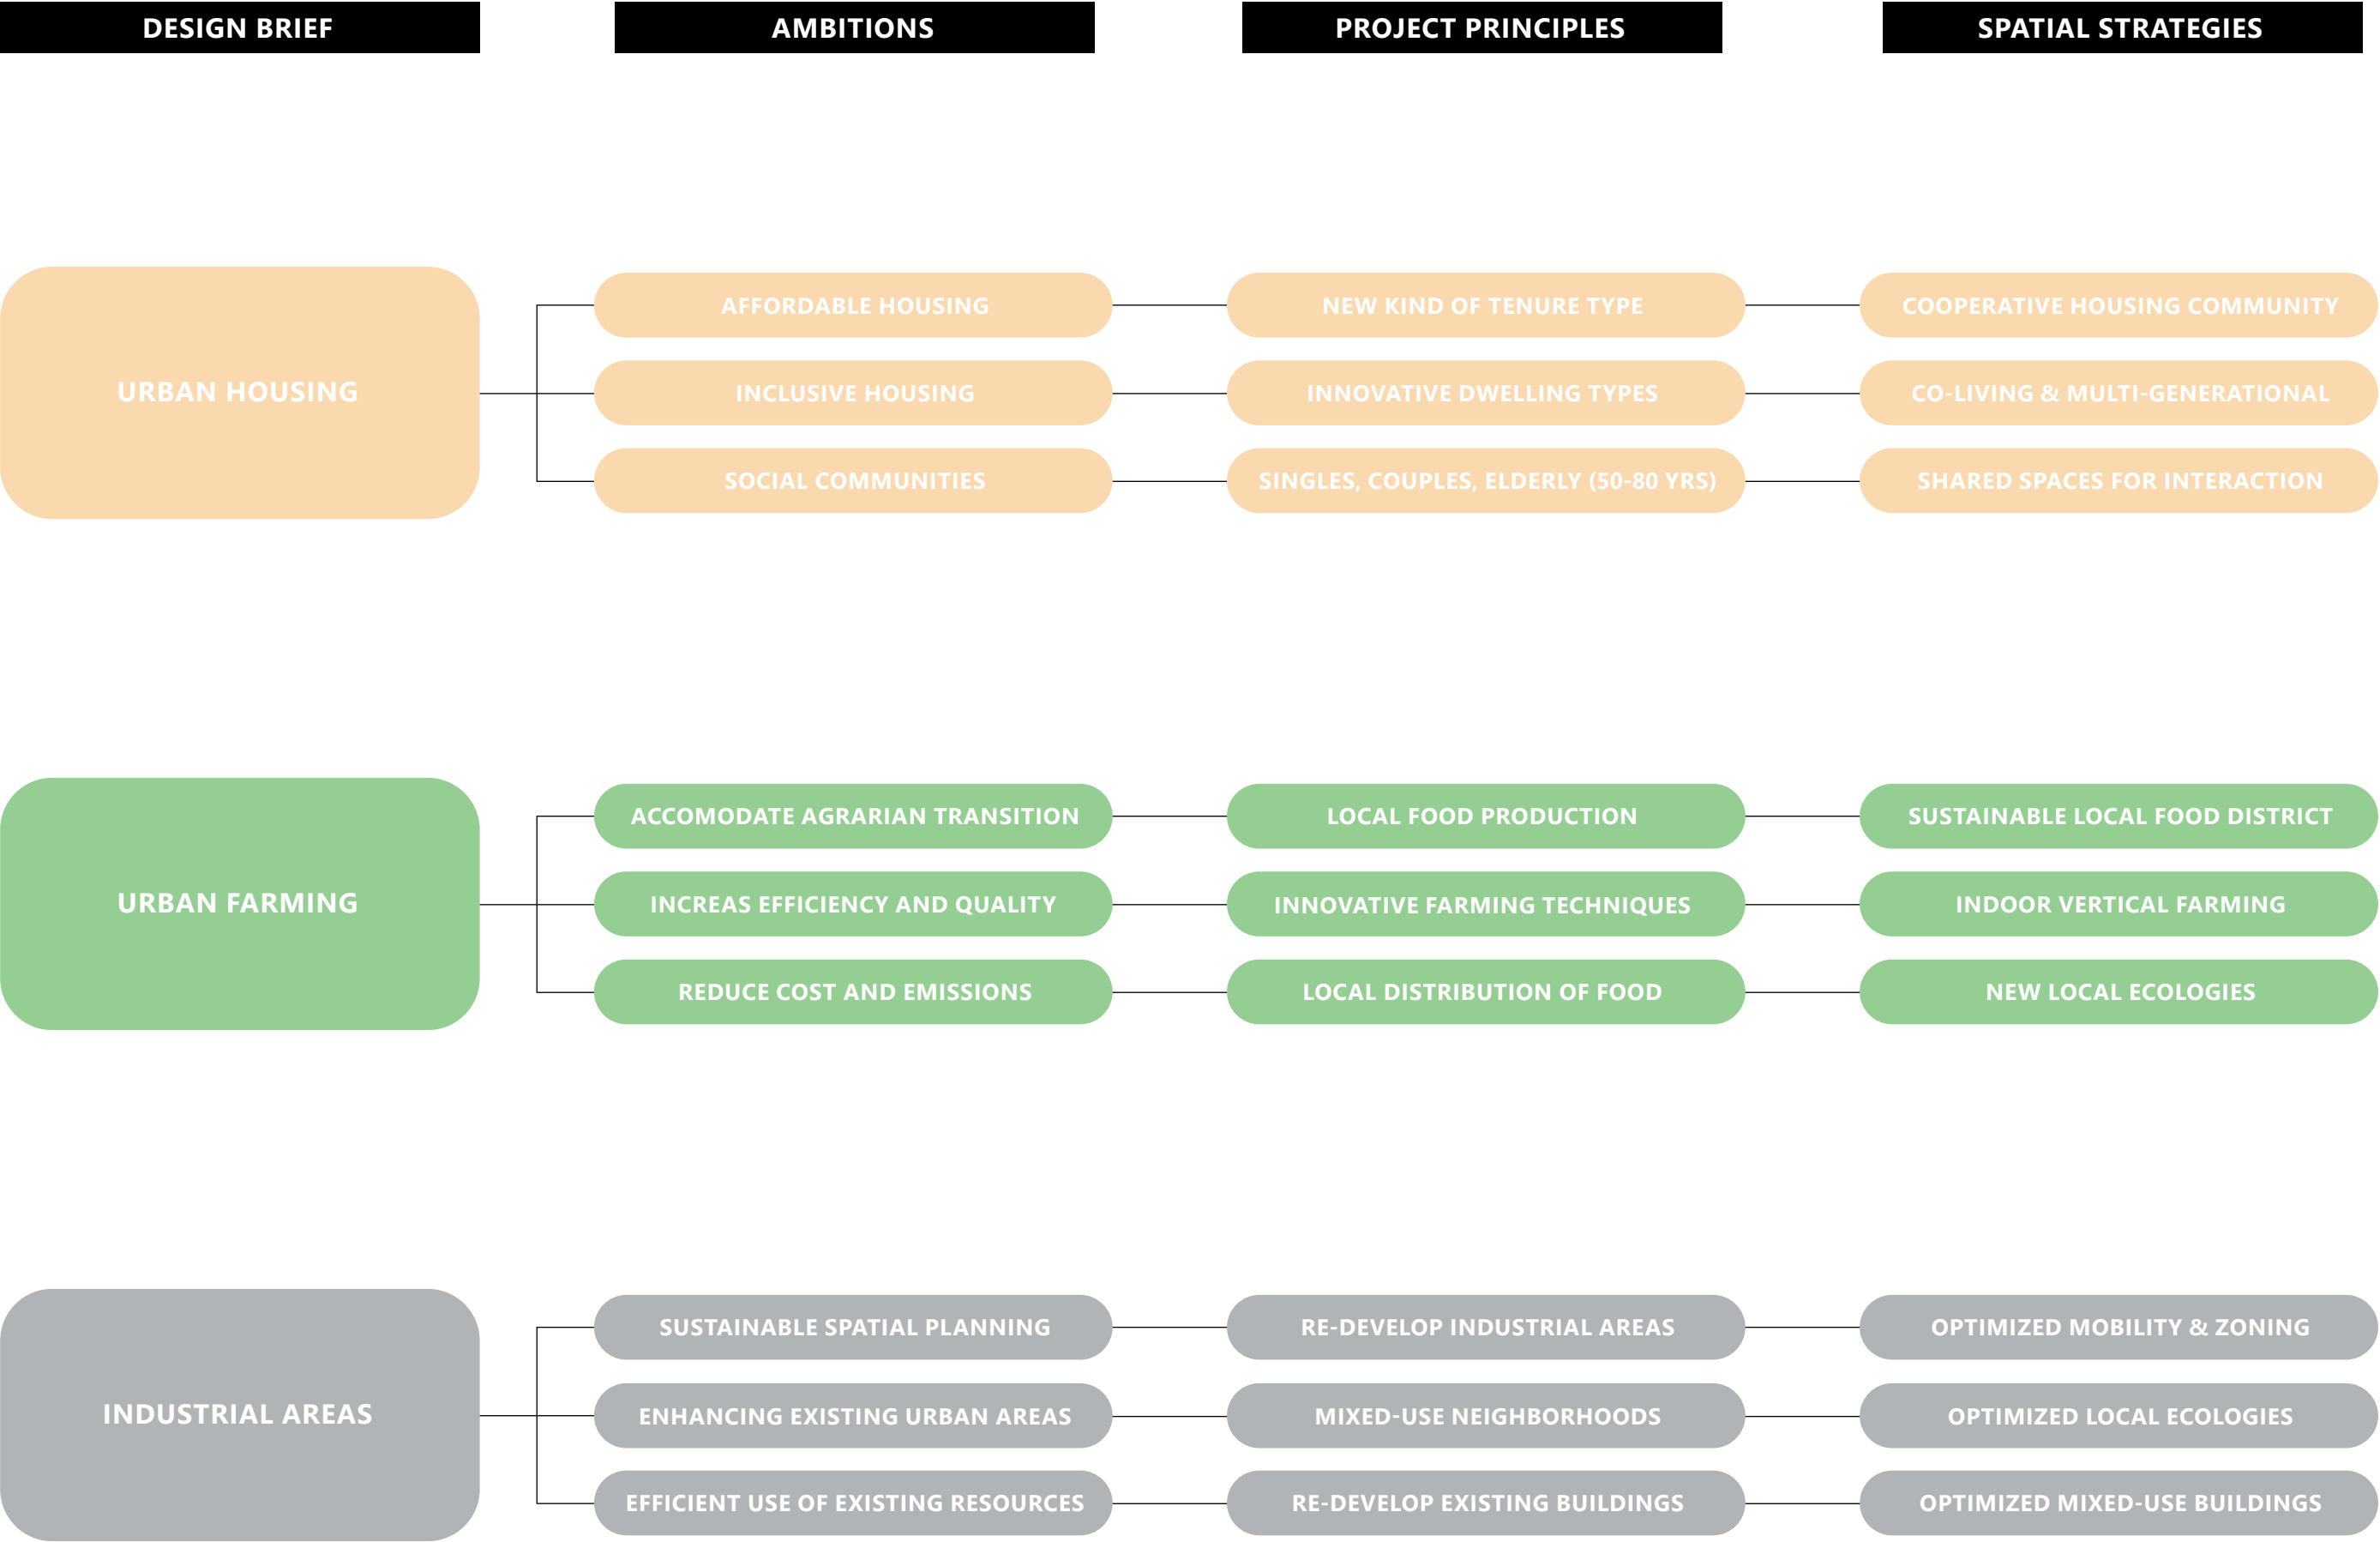 DESIGN BRIEF
AMBITIONS
PROJECT PRINCIPLES
SPATIAL STRATEGIES
URBAN HOUSING
AFFORDABLE HOUSING
NEW KIND OF TENURE TYPE
COOPERATIVE HOUSING COMMUNITY
INCLUSIVE HOUSING
INNOVATIVE DWELLING TYPES
CO-LIVING & MULTI-GENERATIONAL
SOCIAL COMMUNITIES
SINGLES, COUPLES, ELDERLY (50-80 YRS)
SHARED SPACES FOR INTERACTION
URBAN FARMING
ACCOMODATE AGRARIAN TRANSITION
LOCAL FOOD PRODUCTION
SUSTAINABLE LOCAL FOOD DISTRICT
INCREAS EFFICIENCY AND QUALITY
INNOVATIVE FARMING TECHNIQUES
INDOOR VERTICAL FARMING
REDUCE COST AND EMISSIONS
LOCAL DISTRIBUTION OF FOOD
NEW LOCAL ECOLOGIES
INDUSTRIAL AREAS
SUSTAINABLE SPATIAL PLANNING
RE-DEVELOP INDUSTRIAL AREAS
OPTIMIZED MOBILITY & ZONING
ENHANCING EXISTING URBAN AREAS
MIXED-USE NEIGHBORHOODS
OPTIMIZED LOCAL ECOLOGIES
EFFICIENT USE OF EXISTING RESOURCES
RE-DEVELOP EXISTING BUILDINGS
OPTIMIZED MIXED-USE BUILDINGS